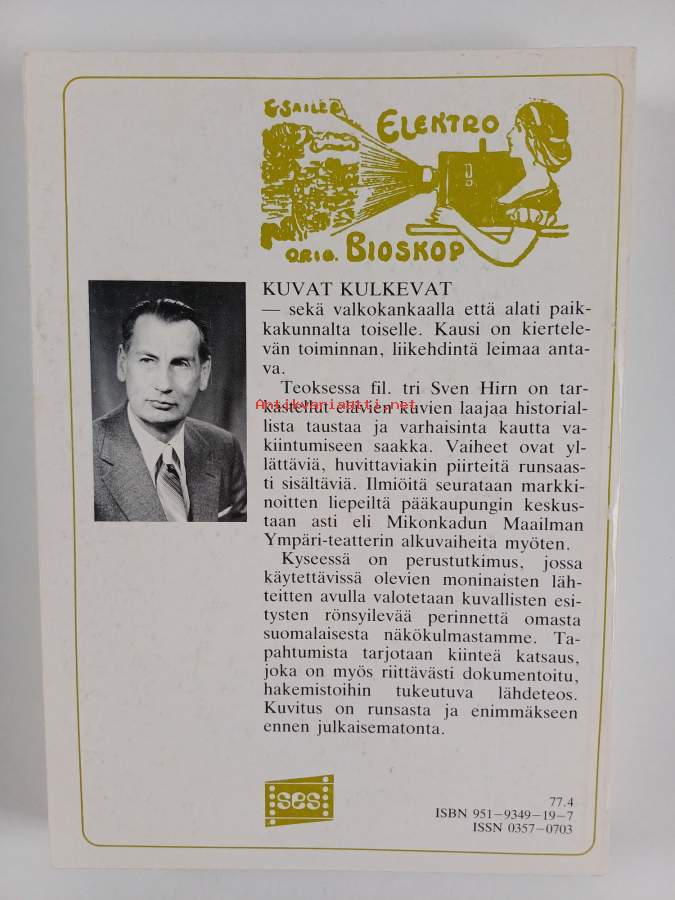 ESAILER
ELEKTRO
ORIG. BIOSKOP
KUVAT KULKEVAT
— sekä valkokankaalla että alati paik-
kakunnalta toiselle. Kausi on kiertele-
vän toiminnan, liikehdintä leimaa anta-
va.
Teoksessa fil. tri Sven Hirn on tar-
kastellut elävien kuvien laajaa historial-
Antikvariaatti.net
lista taustaa ja varhaisinta kautta va-
kiintumiseen saakka. Vaiheet ovat yl-
lättäviä, huvittaviakin piirteitä runsaas-
ti sisältäviä. Ilmiöitä seurataan markki-
noitten liepeiltä pääkaupungin keskus-
taan asti eli Mikonkadun Maailman
Ympäri-teatterin alkuvaiheita myöten.
Kyseessä on perustutkimus, jossa
käytettävissä olevien moninaisten läh-
teitten avulla valotetaan kuvallisten esi-
tysten rönsyilevää perinnettä omasta
suomalaisesta näkökulmastamme. Ta-
pahtumista tarjotaan kiinteä katsaus,
joka on myös riittävästi dokumentoitu,
hakemistoihin tukeutuva lähdeteos.
Kuvitus on runsasta ja enimmäkseen
ennen julkaisematonta.
ses
77.4
ISBN 951–9349–19–7
ISSN 0357–0703